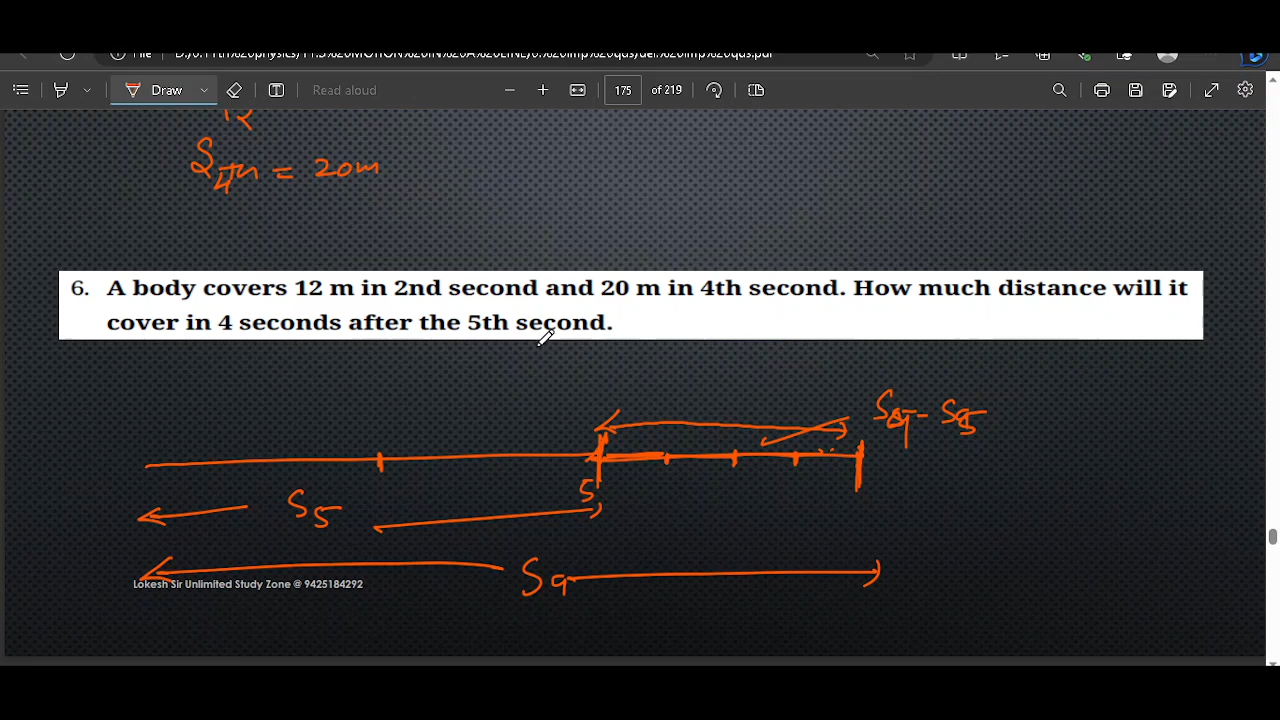 Draw
Read aloud
175 of 219
S4th = 20m
6. A body covers 12 m in 2nd second and 20 m in 4th second. How much distance will it
cover in 4 seconds after the 5th second.
S9 - S5
5
S5
S9
Lokesh Sir Unlimited Study Zone @ 9425184292